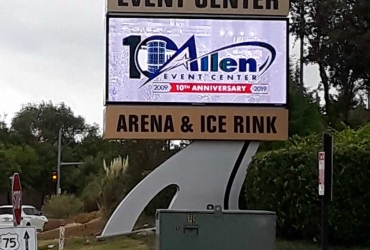 EVENT CENTER
10 Allen
EVENT CENTER
2009 10TH ANNIVERSARY 2019
ARENA & ICE RINK
75